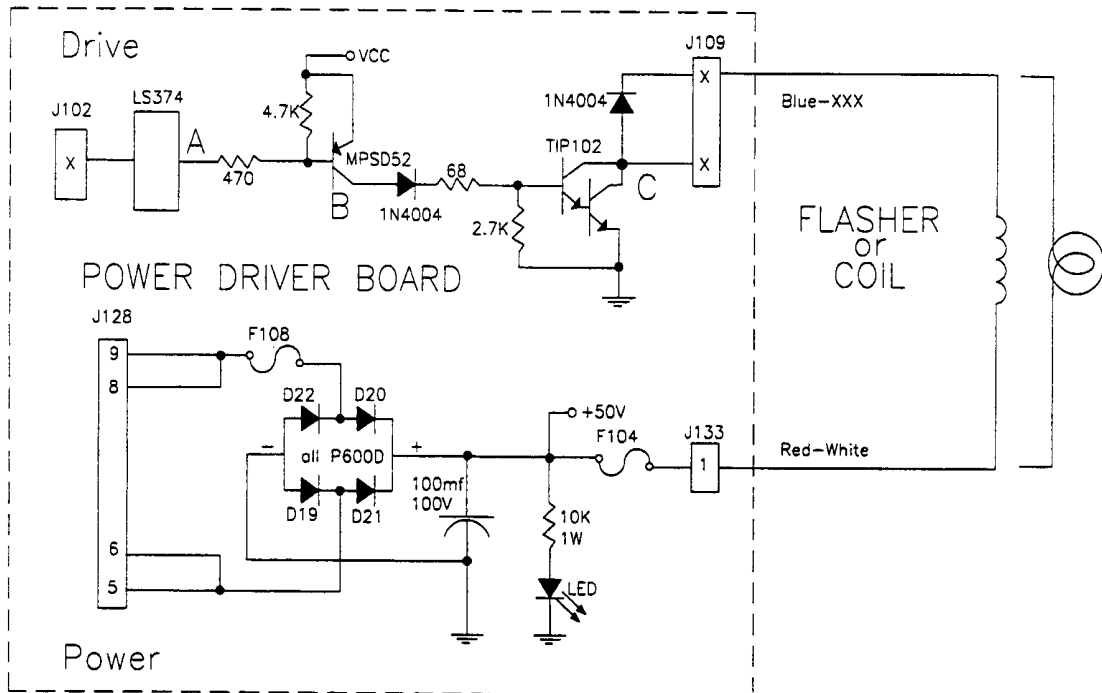 Drive
J109
VCC
LS374
J102
4.7K
1N4004
X
Blue-XXX
TIP102
X
A
MPSD52
68
X
470
B
C
1N4004
2.7K
FLASHER
or
COIL
POWER DRIVER BOARD
J128
F108
9
8
D22 D20
+50V
F104
J133
- all P600D +
Red-White
1
100mf
100V
D19 D21
10K
1W
6
5
LED
Power